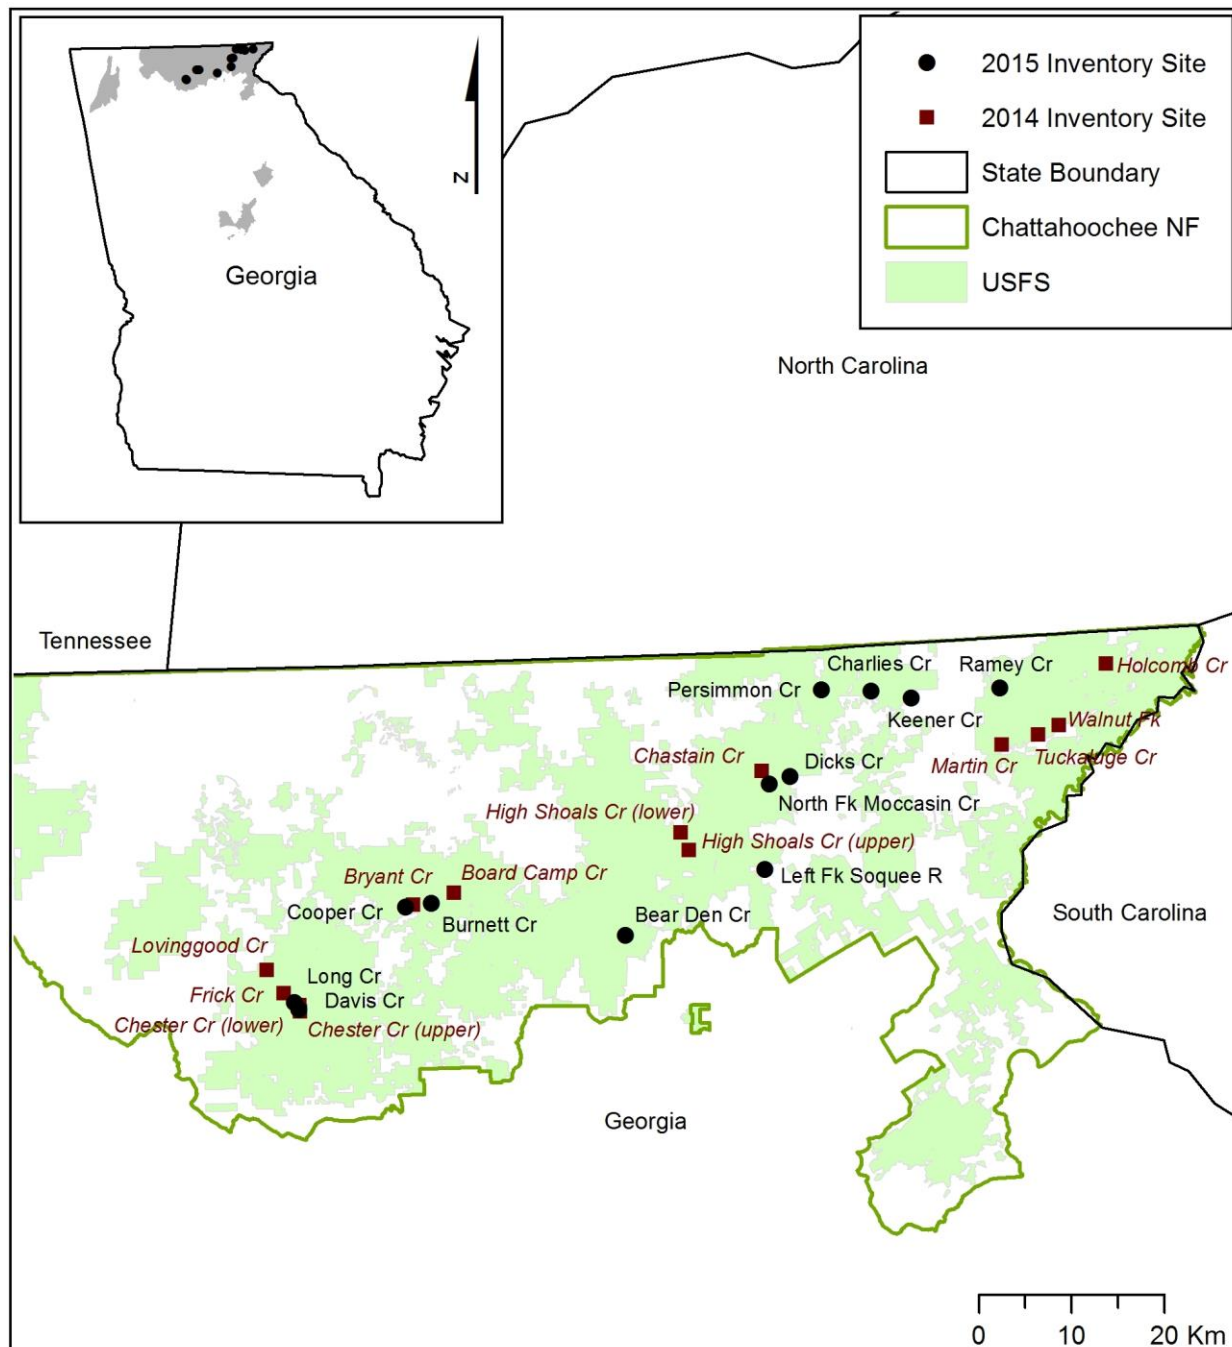 2015 Inventory Site
2014 Inventory Site
State Boundary
Chattahoochee NF
USFS
N
Georgia
North Carolina
Tennessee
Charlies Cr
Ramey Cr
Holcomb Cr
Persimmon Cr
Keener Cr
Walnut Fk
Tuckaluge Cr
Martin Cr
Chastain Cr
Dicks Cr
North Fk Moccasin Cr
High Shoals Cr (lower)
High Shoals Cr (upper)
Left Fk Soquee R
Bryant Cr
Board Camp Cr
Cooper Cr
Burnett Cr
Bear Den Cr
South Carolina
Lovinggood Cr
Long Cr
Frick Cr
Davis Cr
Chester Cr (lower)
Chester Cr (upper)
Georgia
0 10 20 Km